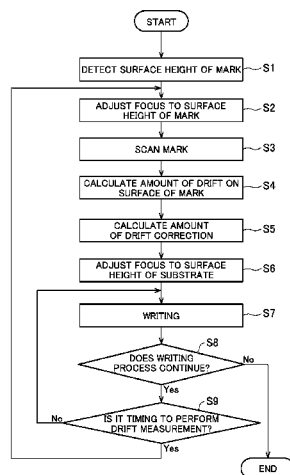 START
DETECT SURFACE HEIGHT OF MARK
S1
ADJUST FOCUS TO SURFACE
HEIGHT OF MARK
S2
SCAN MARK
S3
CALCULATE AMOUNT OF DRIFT ON
SURFACE OF MARK
S4
CALCULATE AMOUNT
OF DRIFT CORRECTION
S5
ADJUST FOCUS TO SURFACE
HEIGHT OF SUBSTRATE
S6
WRITING
S7
S8
DOES WRITING
PROCESS CONTINUE?
No
Yes
S9
IS IT TIMING TO PERFORM
DRIFT MEASUREMENT?
No
Yes
END